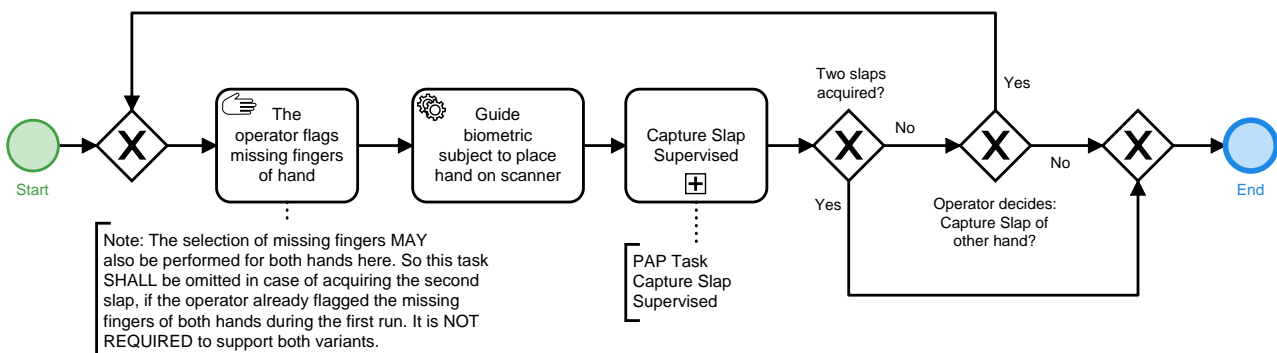 Start
The
operator flags
missing fingers
of hand
Guide
biometric
subject to place
hand on scanner
Capture Slap
Supervised
Two slaps
acquired?
No
Yes
Yes
No
Operator decides:
Capture Slap of
other hand?
End
Note: The selection of missing fingers MAY
also be performed for both hands here. So this task
SHALL be omitted in case of acquiring the second
slap, if the operator already flagged the missing
fingers of both hands during the first run. It is NOT
REQUIRED to support both variants.
PAP Task
Capture Slap
Supervised